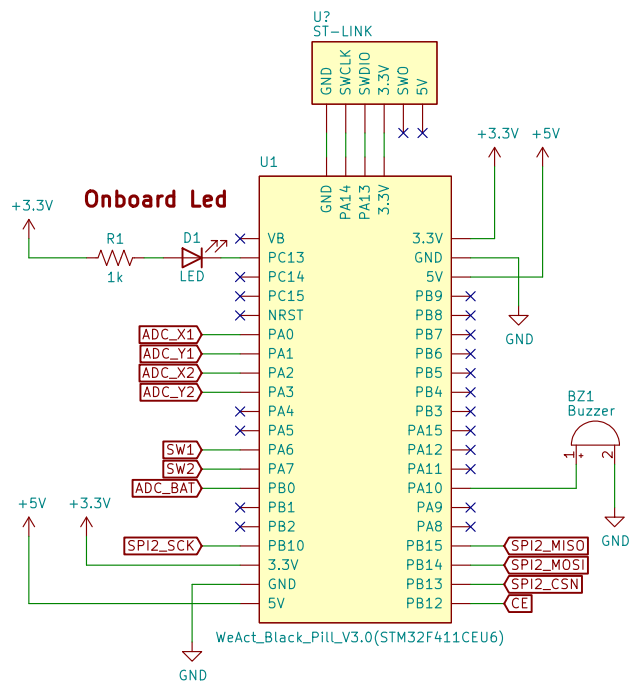 U?
ST-LINK
GND
SWCLK
SWDIO
3.3V
SWO
5V
U1
GND
PA14
PA13
3.3V
Onboard Led
+3.3V
R1
1k
D1
LED
VB
PC13
PC14
PC15
NRST
ADC_X1 PA0
ADC_Y1 PA1
ADC_X2 PA2
ADC_Y2 PA3
PA4
PA5
SW1 PA6
SW2 PA7
ADC_BAT PB0
PB1
PB2
SPI2_SCK PB10
3.3V
GND
5V
+5V
+3.3V
GND
+3.3V
+5V
3.3V
GND
5V
GND
PB9
PB8
PB7
PB6
PB5
PB4
PB3
PA15
PA12
PA11
PA10
PA9
PA8
PB15 SPI2_MISO
PB14 SPI2_MOSI
PB13 SPI2_CSN
PB12 CE
BZ1
Buzzer
1 + 2
GND
WeAct_Black_Pill_V3.0(STM32F411CEU6)